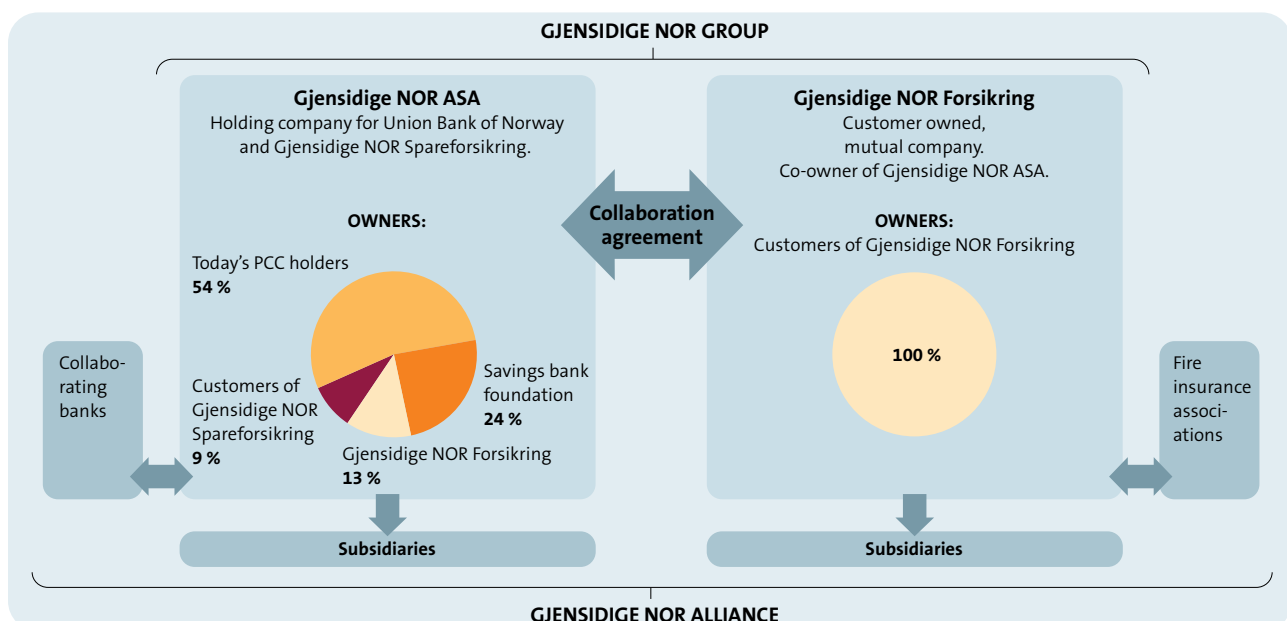 GJENSIDIGE NOR GROUP
Gjensidige NOR ASA
Holding company for Union Bank of Norway
and Gjensidige NOR Spareforsikring.
OWNERS:
Today's PCC holders
54 %
Savings bank
foundation
24 %
Customers of
Gjensidige NOR
Spareforsikring
9 %
Gjensidige NOR Forsikring
13 %
Collaboration
agreement
Gjensidige NOR Forsikring
Customer owned,
mutual company.
Co-owner of Gjensidige NOR ASA.
OWNERS:
Customers of Gjensidige NOR Forsikring
100 %
Collabo-
rating
banks
Fire
insurance
associ-
ations
Subsidiaries
Subsidiaries
GJENSIDIGE NOR ALLIANCE